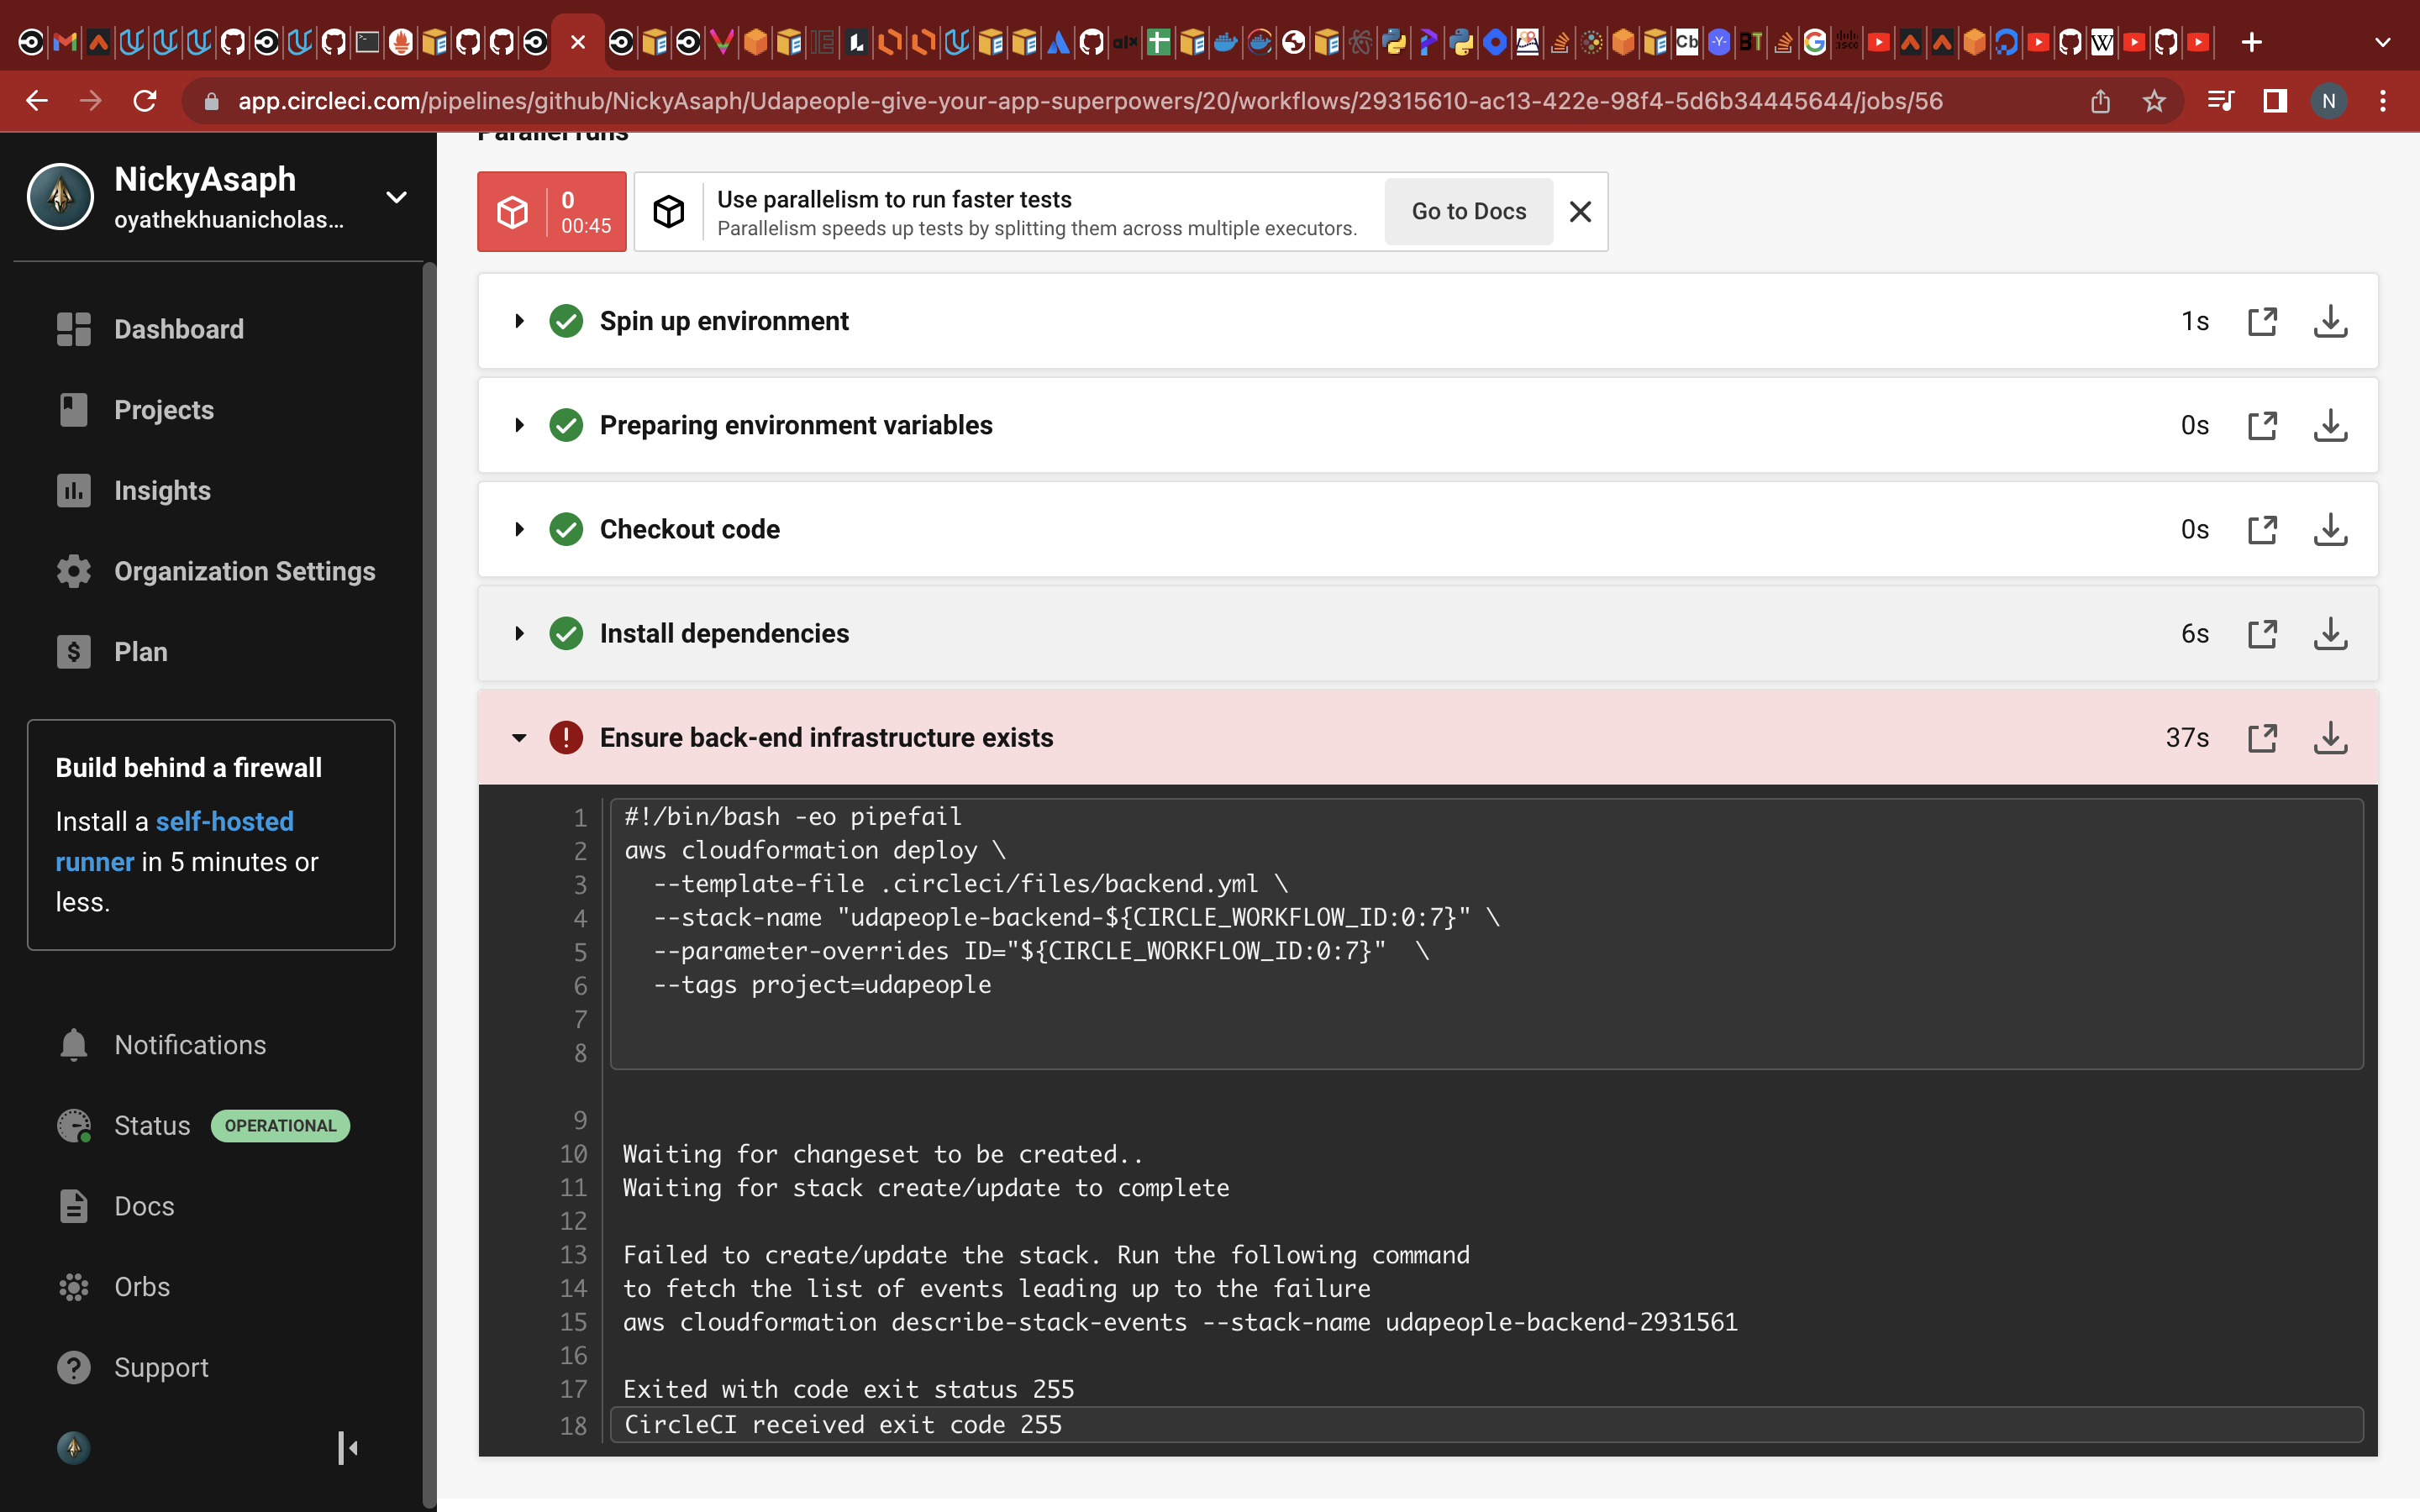 app.circleci.com/pipelines/github/NickyAsaph/Udapeople-give-your-app-superpowers/20/workflows/29315610-ac13-422e-98f4-5d6b34445644/jobs/56
N
NickyAsaph
oyathekhuanicholas...
Dashboard
Projects
Insights
Organization Settings
Plan
Build behind a firewall
Install a self-hosted
runner in 5 minutes or
less.
Notifications
Status OPERATIONAL
Docs
Orbs
Support
Parallel runs
0
00:45
Use parallelism to run faster tests
Parallelism speeds up tests by splitting them across multiple executors.
Go to Docs
Spin up environment 1s
Preparing environment variables 0s
Checkout code 0s
Install dependencies 6s
Ensure back-end infrastructure exists 37s
1 #!/bin/bash -eo pipefail
2 aws cloudformation deploy \
3 --template-file .circleci/files/backend.yml \
4 --stack-name "udapeople-backend-${CIRCLE_WORKFLOW_ID:0:7}" \
5 --parameter-overrides ID="${CIRCLE_WORKFLOW_ID:0:7}"  \
6 --tags project=udapeople
7
8
9
10 Waiting for changeset to be created..
11 Waiting for stack create/update to complete
12
13 Failed to create/update the stack. Run the following command
14 to fetch the list of events leading up to the failure
15 aws cloudformation describe-stack-events --stack-name udapeople-backend-2931561
16
17 Exited with code exit status 255
18 CircleCI received exit code 255